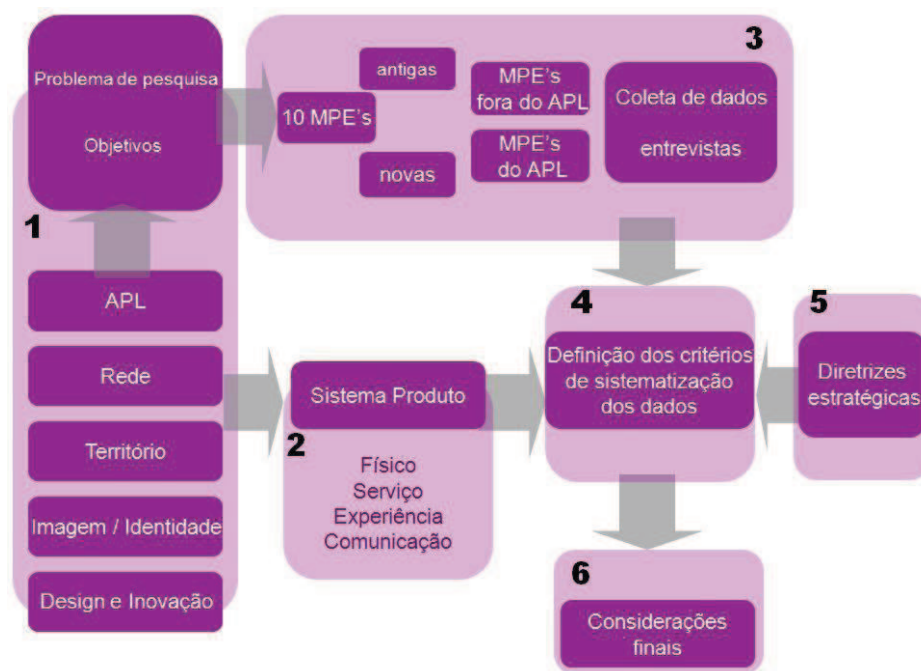 Problema de pesquisa
Objetivos
1
APL
Rede
Território
Imagem / Identidade
Design e Inovação
3
10 MPE's
antigas
novas
MPE's
fora do APL
MPE's
do APL
Coleta de dados
entrevistas
Sistema Produto
2
Físico
Serviço
Experiência
Comunicação
4
Definição dos critérios
de sistematização
dos dados
5
Diretrizes
estratégicas
6
Considerações
finais